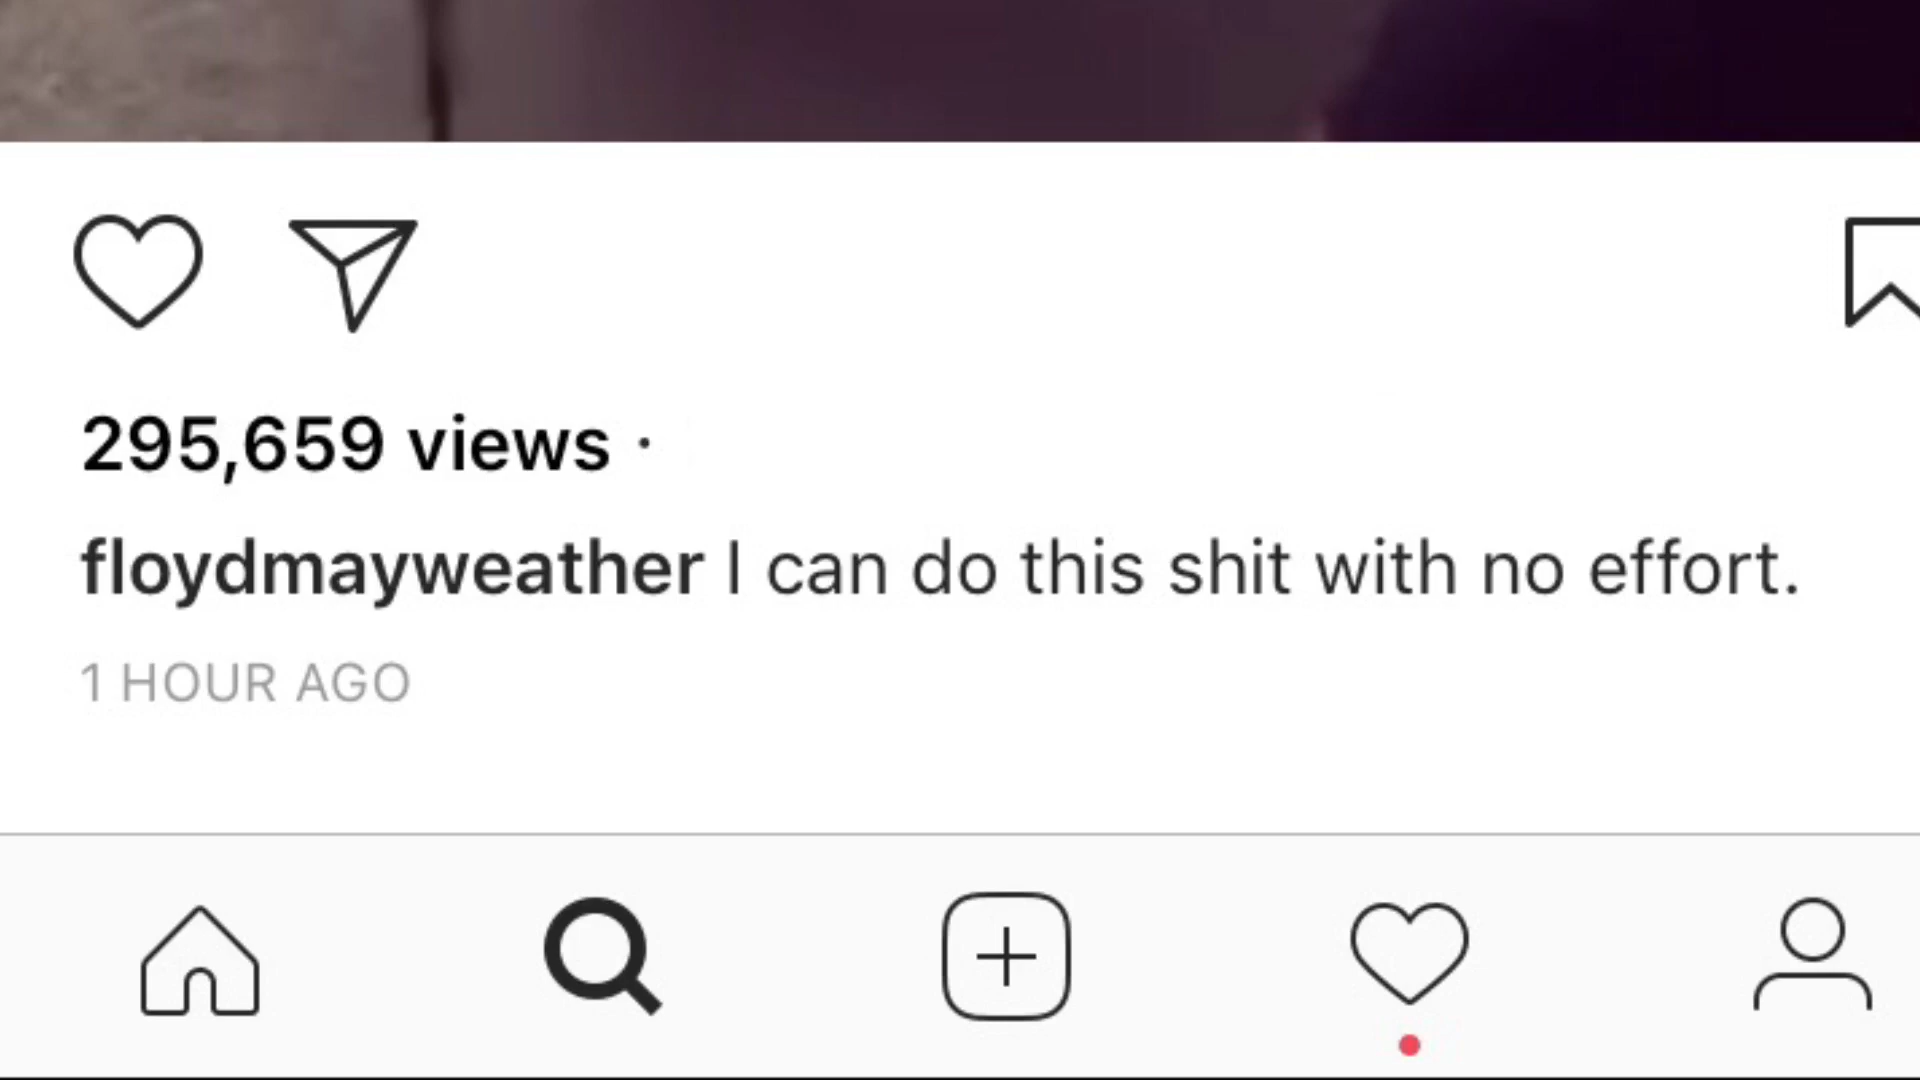 295,659 views ·
floydmayweather I can do this shit with no effort.
1 HOUR AGO